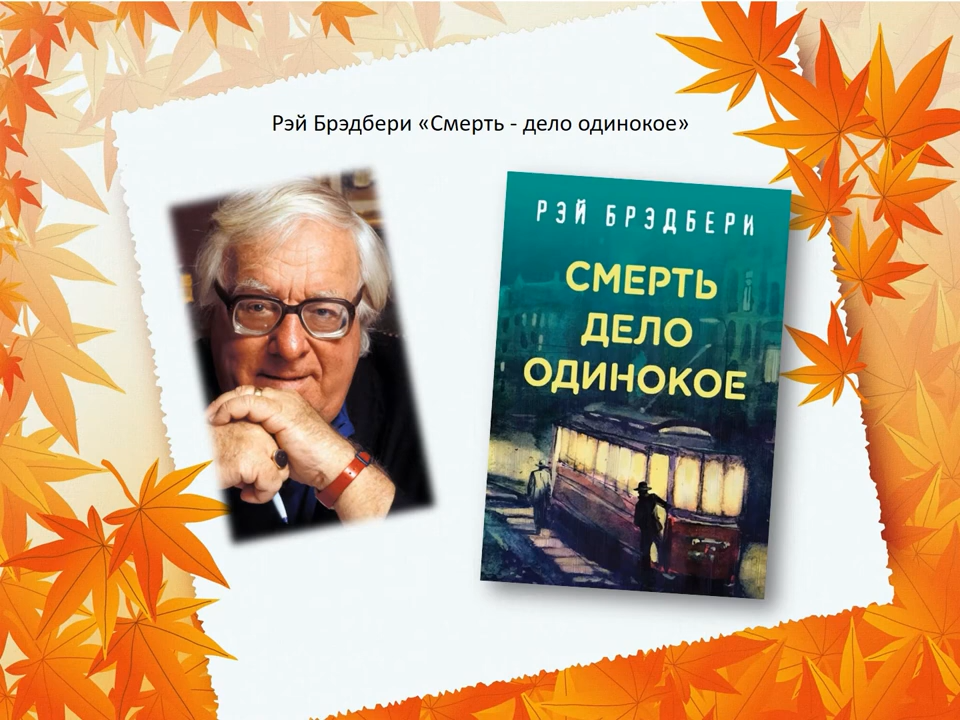 Рэй Брэдбери «Смерть - дело одинокое»
РЭЙ БРЭДБЕРИ
СМЕРТЬ
ДЕЛО
ОДИНОКОЕ